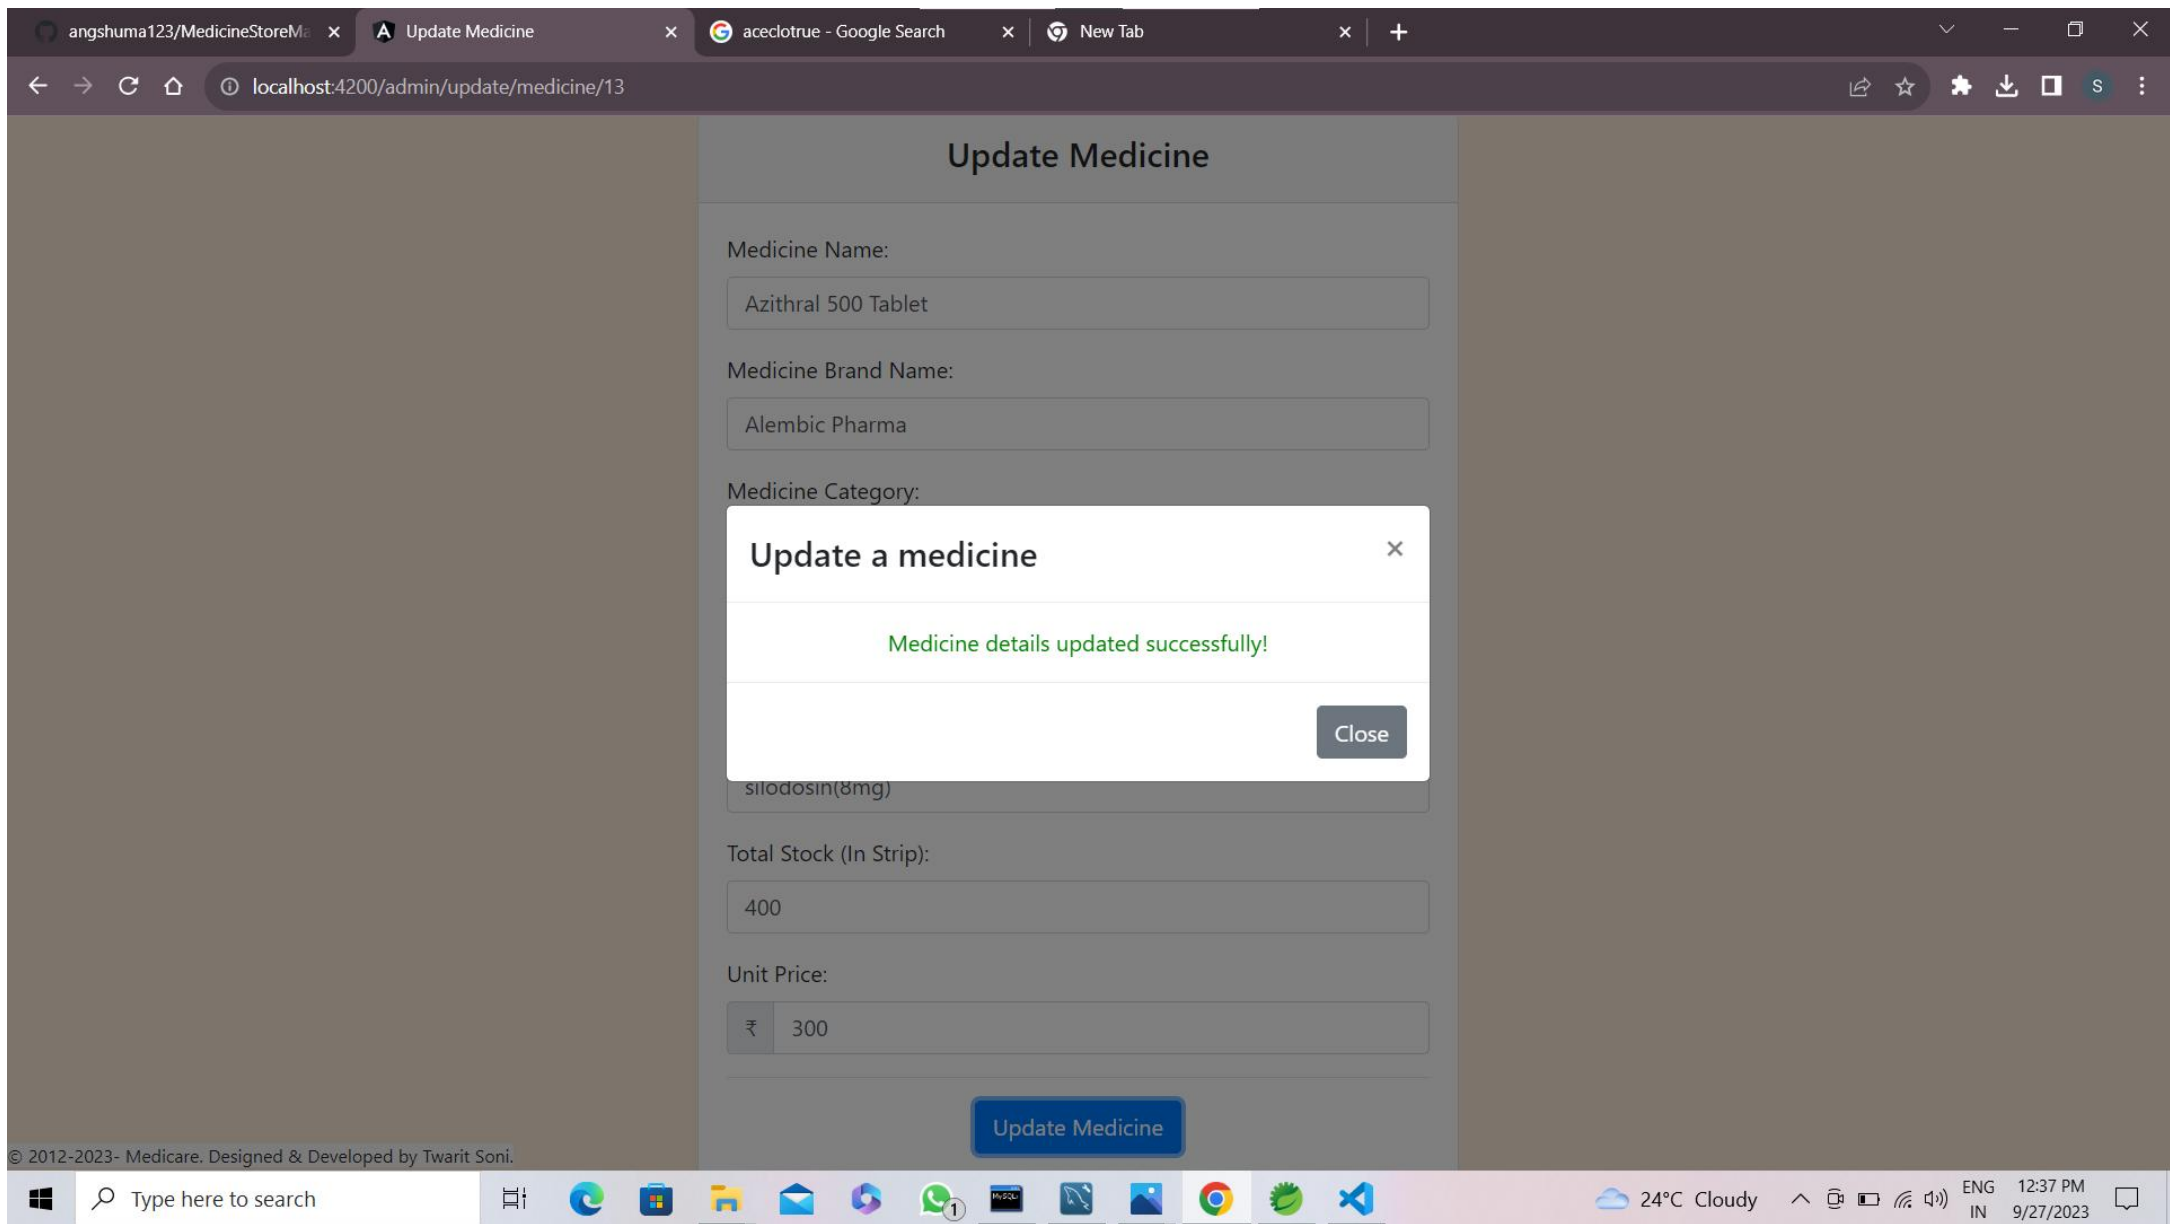 angshuma123/MedicineStoreMa
Update Medicine
aceclotrue - Google Search
New Tab
localhost:4200/admin/update/medicine/13
S
Update Medicine
Medicine Name:
Azithral 500 Tablet
Medicine Brand Name:
Alembic Pharma
Medicine Category:
Update a medicine
×
Medicine details updated successfully!
Close
silodosin(8mg)
Total Stock (In Strip):
400
Unit Price:
₹ 300
Update Medicine
© 2012-2023- Medicare. Designed & Developed by Twarit Soni.
Type here to search
1
MySQL
24°C Cloudy
ENG
IN
12:37 PM
9/27/2023